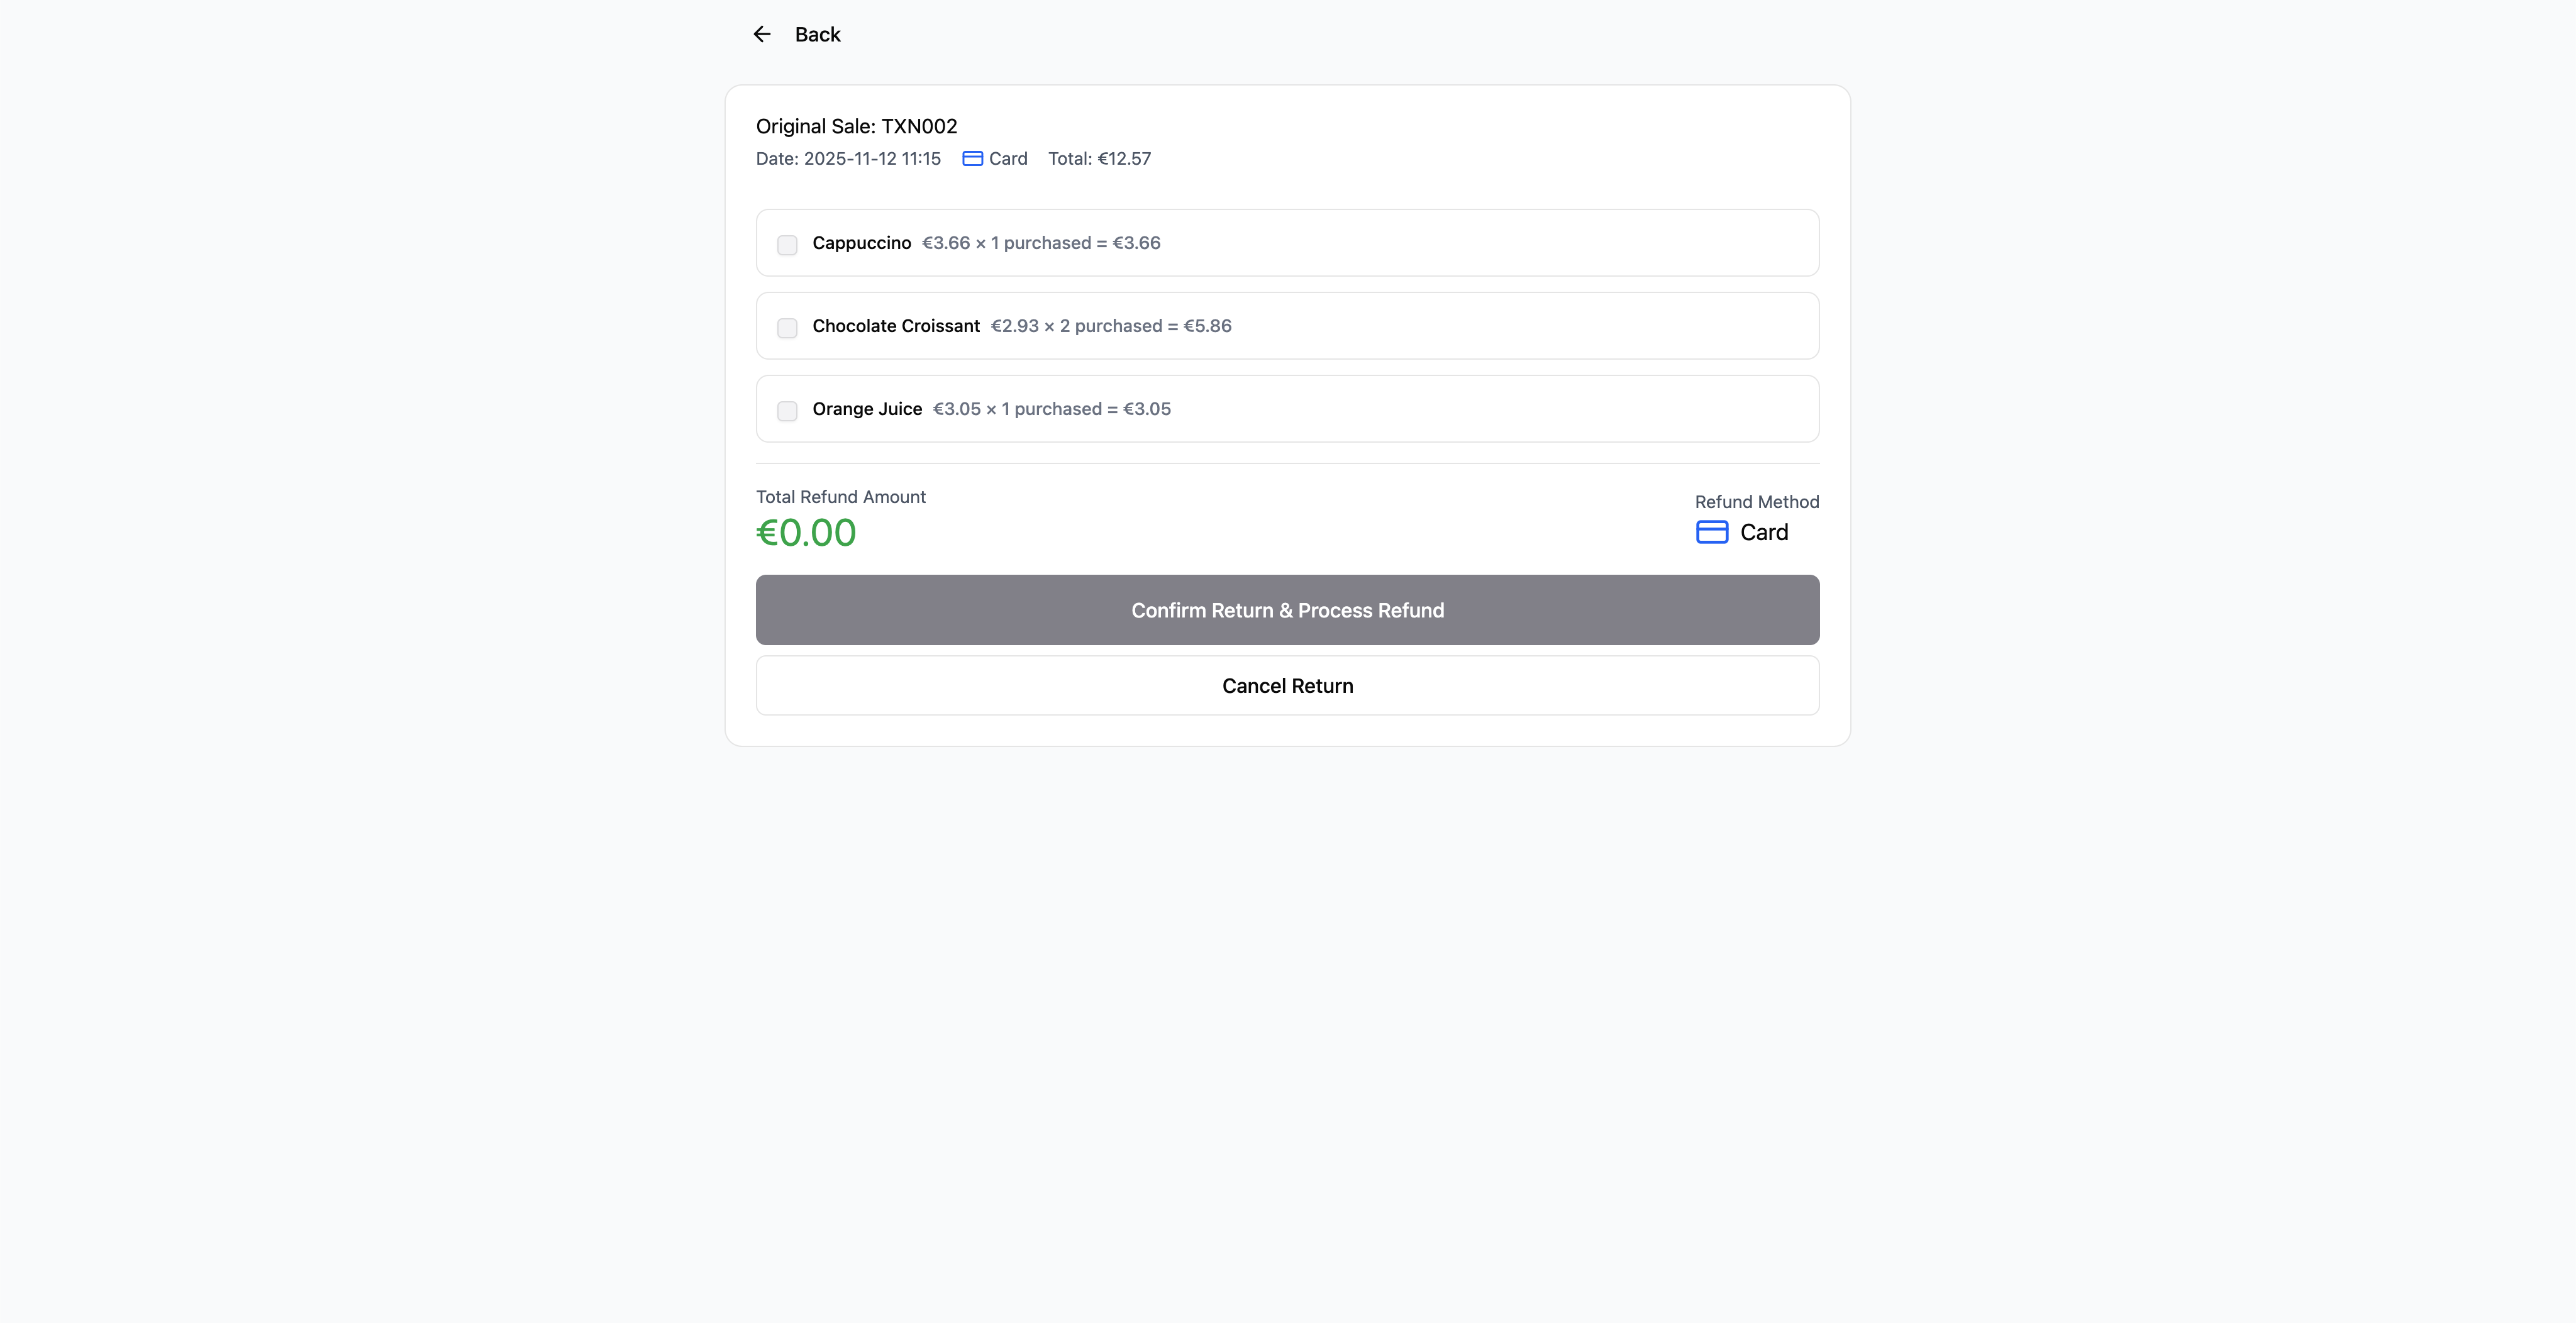 Back
Original Sale: TXN002
Date: 2025-11-12 11:15 Card Total: €12.57
Cappuccino €3.66 × 1 purchased = €3.66
Chocolate Croissant €2.93 × 2 purchased = €5.86
Orange Juice €3.05 × 1 purchased = €3.05
Total Refund Amount
€0.00
Refund Method
Card
Confirm Return & Process Refund
Cancel Return